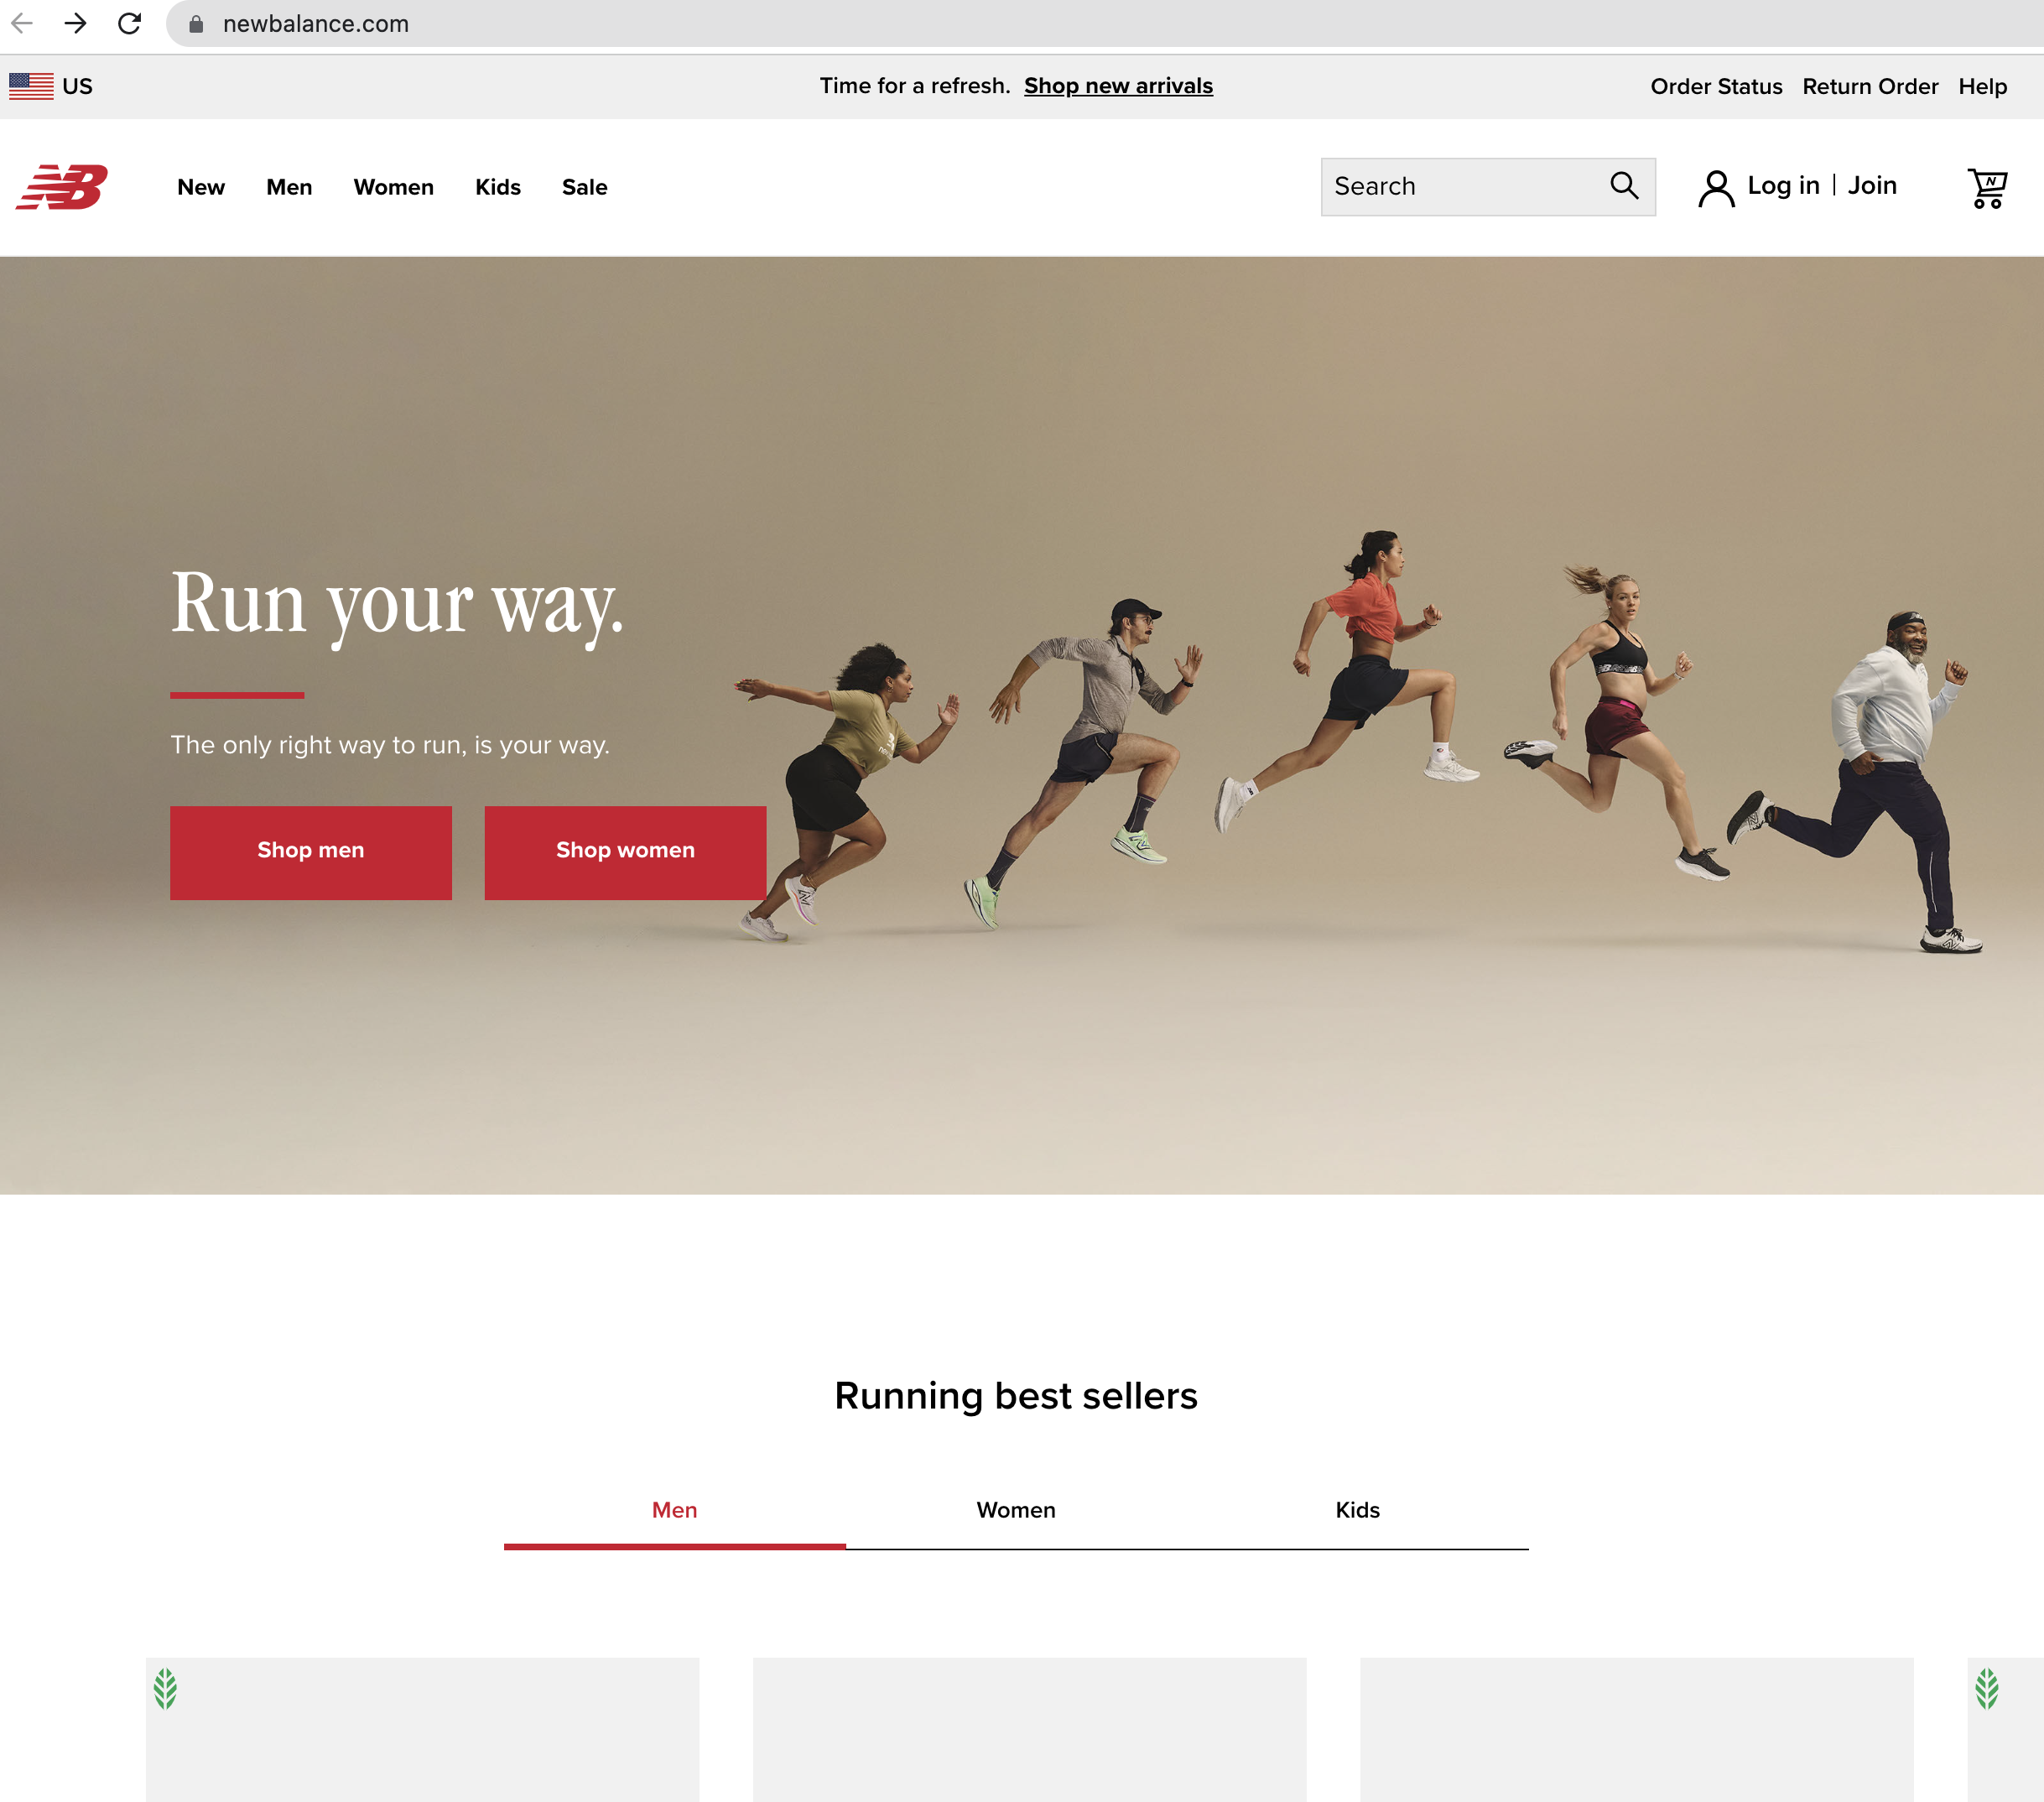 newbalance.com
US
Time for a refresh. Shop new arrivals
Order Status Return Order Help
NB
New Men Women Kids Sale
Search
Log in | Join
N
Run your way.
The only right way to run, is your way.
Shop men Shop women
Running best sellers
Men Women Kids